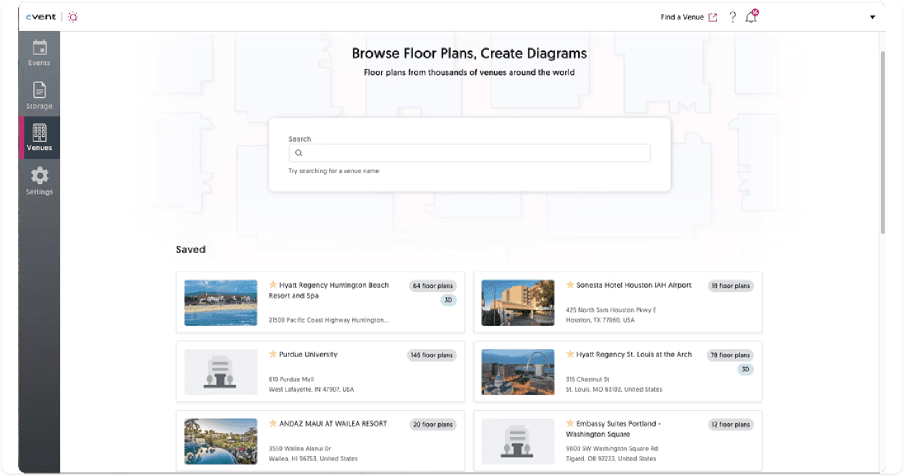 cvent
Find a Venue
?
Events
Storage
Venues
Settings
Browse Floor Plans, Create Diagrams
Floor plans from thousands of venues around the world
Search
Try searching for a venue name
Saved
Hyatt Regency Huntington Beach
Resort and Spa
64 floor plans
3D
21500 Pacific Coast Highway Huntington...
Sonesta Hotel Houston IAH Airport
18 floor plans
425 North Sam Houston Pkwy E
Houston, TX 77060, USA
Purdue University
146 floor plans
610 Purdue Mall
West Lafayette, IN 47907, USA
Hyatt Regency St. Louis at the Arch
78 floor plans
3D
315 Chestnut St
St. Louis, MO 63102, United States
ANDAZ MAUI AT WAILEA RESORT
20 floor plans
3550 Wailea Alanui Dr
Wailea, HI 96753, United States
Embassy Suites Portland -
Washington Square
12 floor plans
9000 SW Washington Square Rd
Tigard, OR 97223, United States